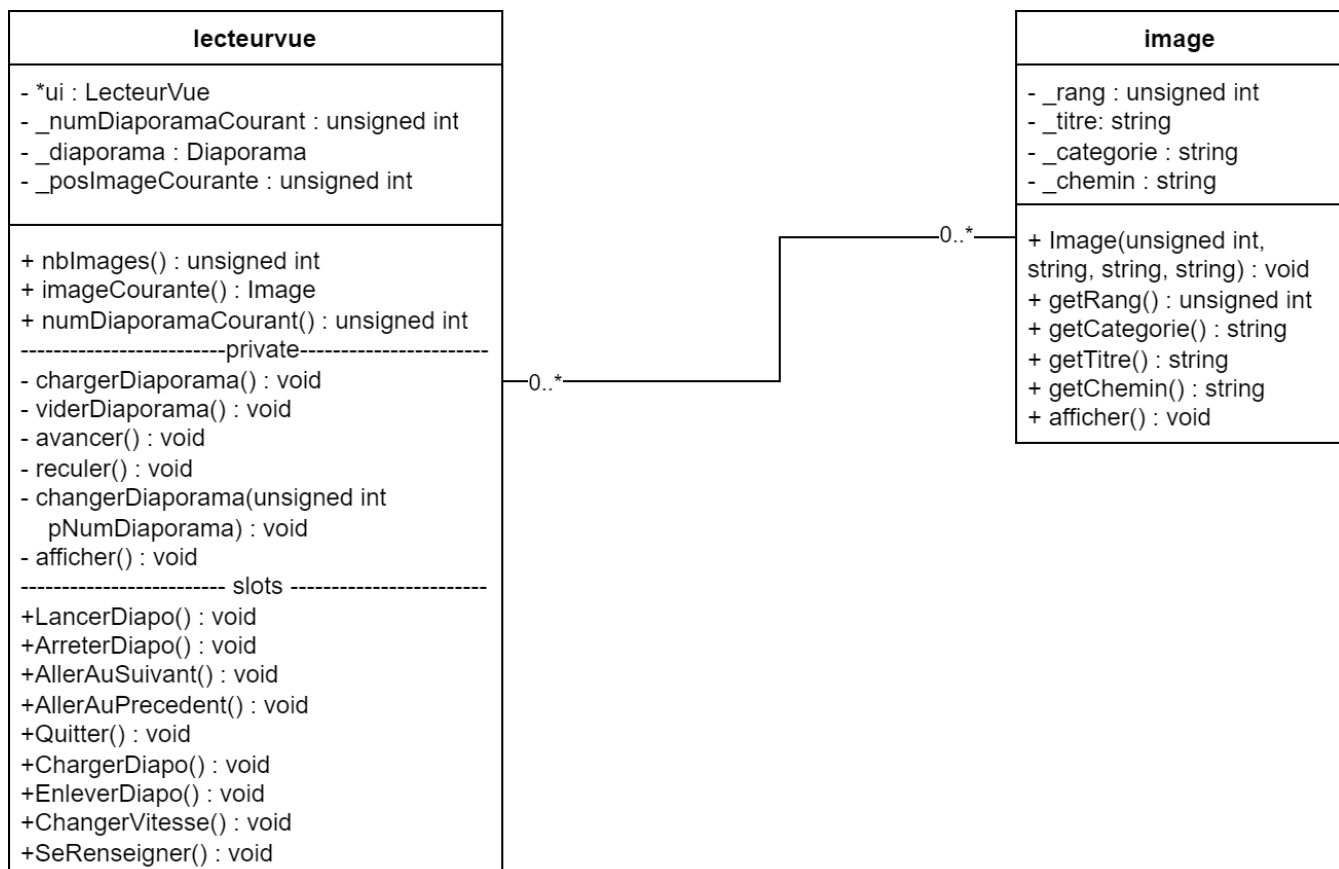 lecteurvue
- *ui : LecteurVue
- _numDiaporamaCourant : unsigned int
- _diaporama : Diaporama
- _posImageCourante : unsigned int
+ nbImages() : unsigned int
+ imageCourante() : Image
+ numDiaporamaCourant() : unsigned int
-------------------------private-----------------------
- chargerDiaporama() : void
- viderDiaporama() : void
- avancer() : void
- reculer() : void
- changerDiaporama(unsigned int
pNumDiaporama) : void
- afficher() : void
------------------------- slots ------------------------
+LancerDiapo() : void
+ArreterDiapo() : void
+AllerAuSuivant() : void
+AllerAuPrecedent() : void
+Quitter() : void
+ChargerDiapo() : void
+EnleverDiapo() : void
+ChangerVitesse() : void
+SeRenseigner() : void
0..*
0..*
image
- _rang : unsigned int
- _titre: string
- _categorie : string
- _chemin : string
+ Image(unsigned int,
string, string, string) : void
+ getRang() : unsigned int
+ getCategorie() : string
+ getTitre() : string
+ getChemin() : string
+ afficher() : void